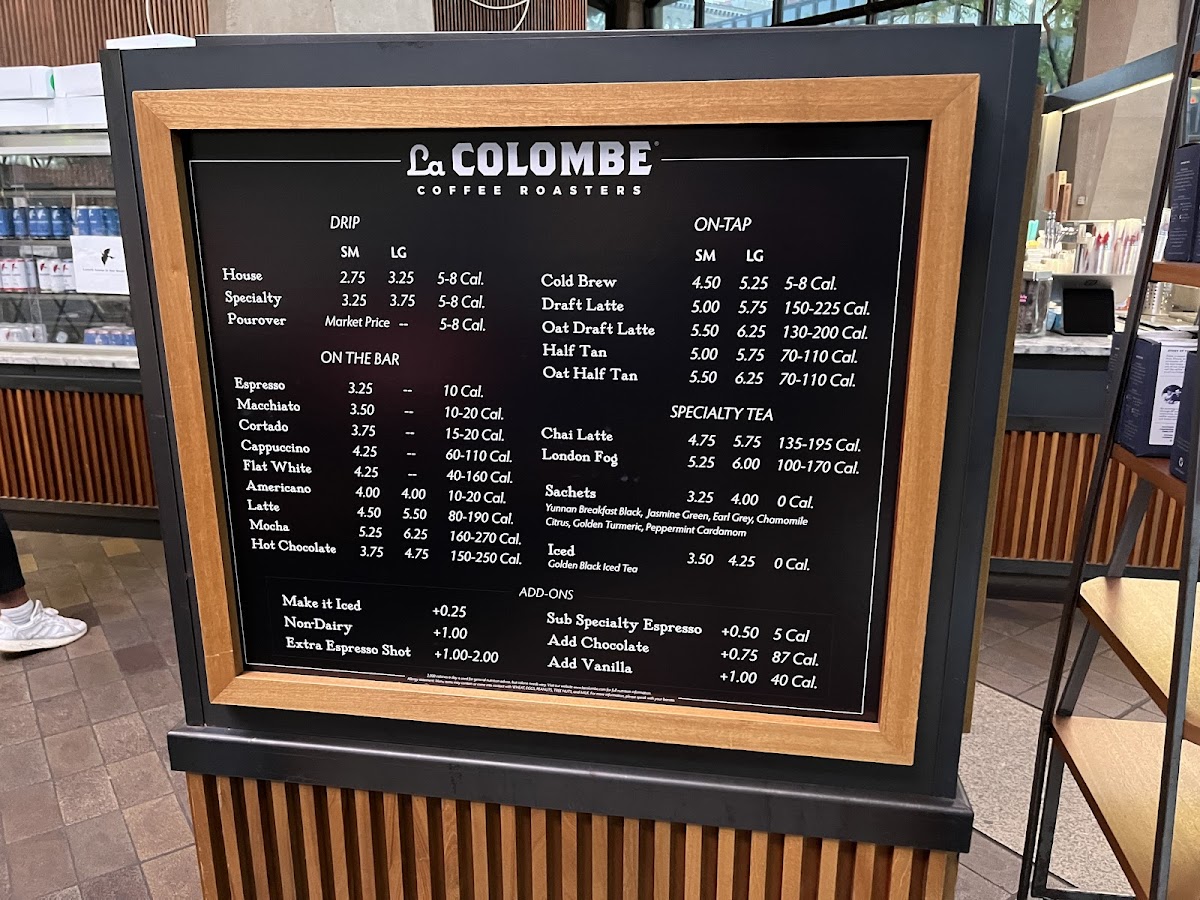 La COLOMBE
COFFEE ROASTERS
DRIP
SM LG
House 2.75 3.25 5-8 Cal.
Specialty 3.25 3.75 5-8 Cal.
Pourover Market Price -- 5-8 Cal.
ON THE BAR
Espresso 3.25 -- 10 Cal.
Macchiato 3.50 -- 10-20 Cal.
Cortado 3.75 -- 15-20 Cal.
Cappuccino 4.25 -- 60-110 Cal.
Flat White 4.25 -- 40-160 Cal.
Americano 4.00 4.00 10-20 Cal.
Latte 4.50 5.50 80-190 Cal.
Mocha 5.25 6.25 160-270 Cal.
Hot Chocolate 3.75 4.75 150-250 Cal.
ON-TAP
SM LG
Cold Brew 4.50 5.25 5-8 Cal.
Draft Latte 5.00 5.75 150-225 Cal.
Oat Draft Latte 5.50 6.25 130-200 Cal.
Half Tan 5.00 5.75 70-110 Cal.
Oat Half Tan 5.50 6.25 70-110 Cal.
SPECIALTY TEA
Chai Latte 4.75 5.75 135-195 Cal.
London Fog 5.25 6.00 100-170 Cal.
Sachets 3.25 4.00 0 Cal.
Yunnan Breakfast Black, Jasmine Green, Earl Grey, Chamomile
Citrus, Golden Turmeric, Peppermint Cardamom
Iced 3.50 4.25 0 Cal.
Golden Black Iced Tea
ADD-ONS
Make it Iced +0.25
Non-Dairy +1.00
Extra Espresso Shot +1.00-2.00
Sub Specialty Espresso +0.50 5 Cal
Add Chocolate +0.75 87 Cal.
Add Vanilla +1.00 40 Cal.